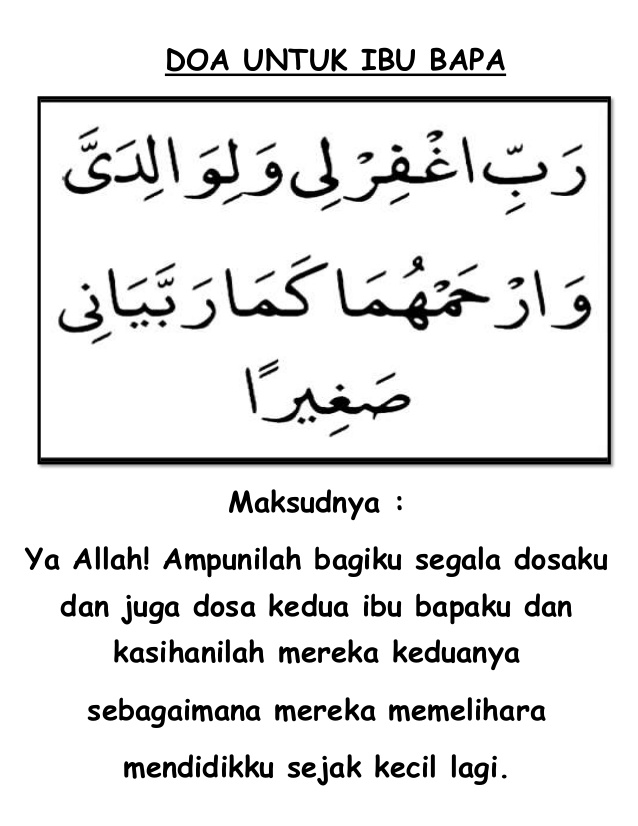 DOA UNTUK IBU BAPA
رَبِّ اغْفِرْ لِى وَلِوَالِدَىَّ
وَارْحَمْهُمَا كَمَا رَبَّيَانِى
صَغِيرًا
Maksudnya :
Ya Allah! Ampunilah bagiku segala dosaku
dan juga dosa kedua ibu bapaku dan
kasihanilah mereka keduanya
sebagaimana mereka memelihara
mendidikku sejak kecil lagi.